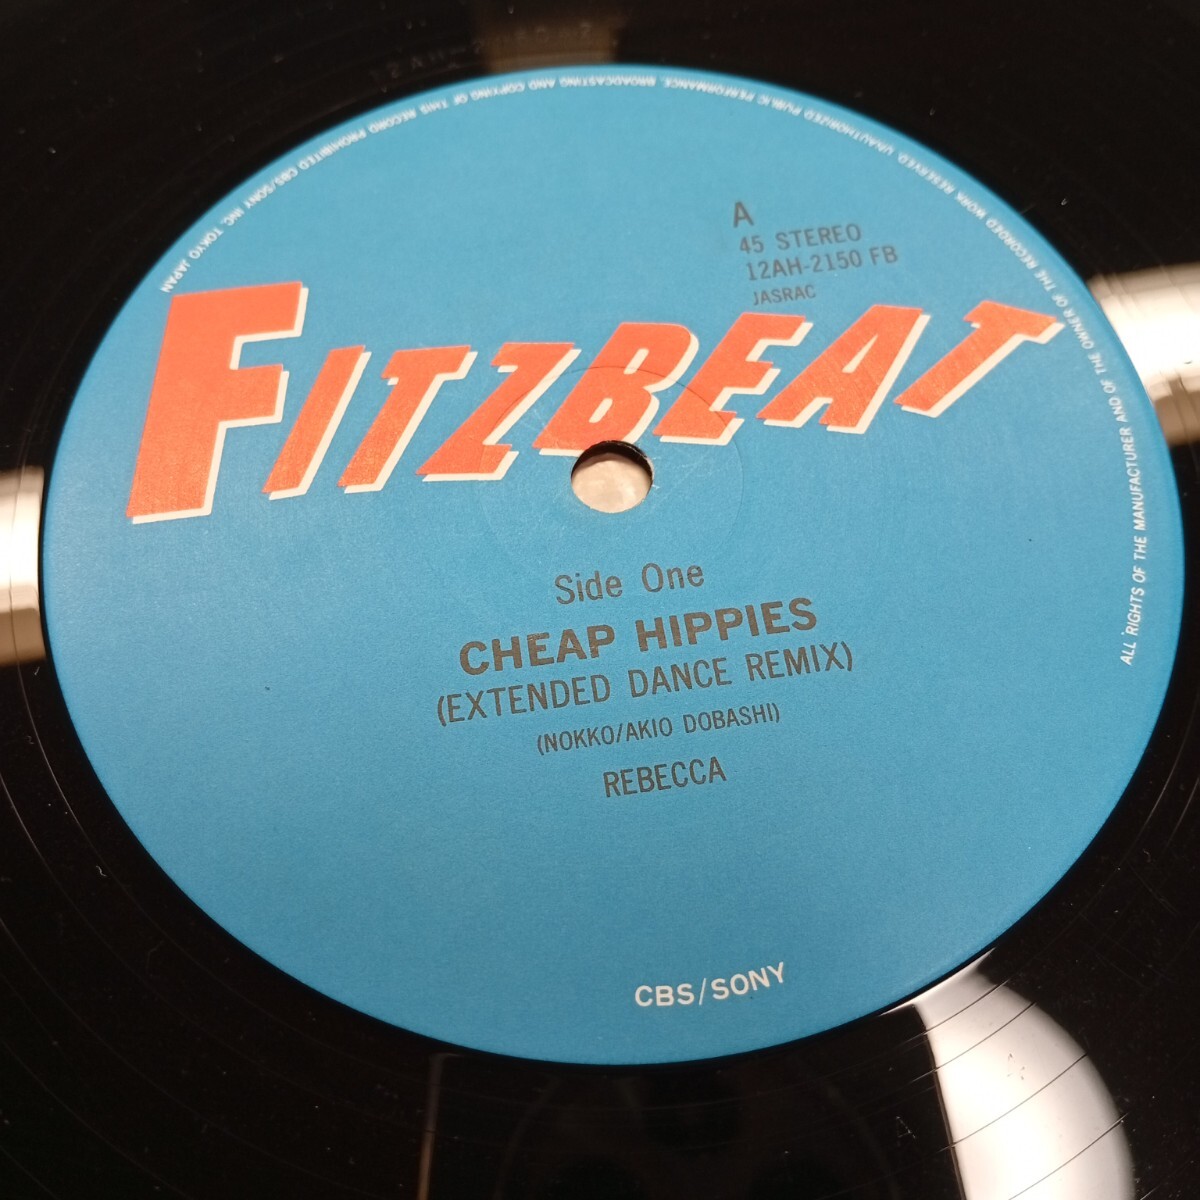 A
45 STEREO
12AH-2150 FB
JASRAC
FITZBEAT
Side One
CHEAP HIPPIES
(EXTENDED DANCE REMIX)
(NOKKO/AKIO DOBASHI)
REBECCA
CBS/SONY
ALL RIGHTS OF THE MANUFACTURER AND OF THE OWNER OF THE RECORDED WORK RESERVED. UNAUTHORIZED PUBLIC PERFORMANCE, BROADCASTING AND COPYING OF THIS RECORD PROHIBITED CBS/SONY INC. TOKYO JAPAN